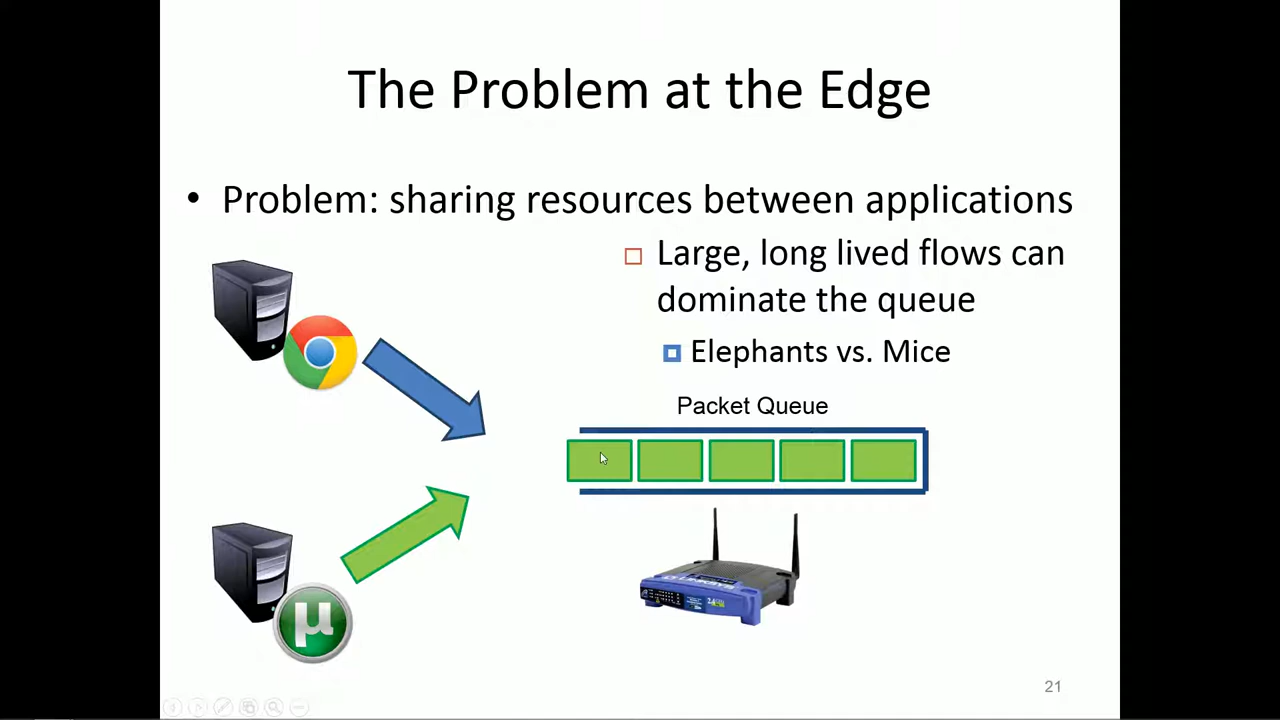 The Problem at the Edge
• Problem: sharing resources between applications
Large, long lived flows can
dominate the queue
Elephants vs. Mice
Packet Queue
µ
LINKSYS
21